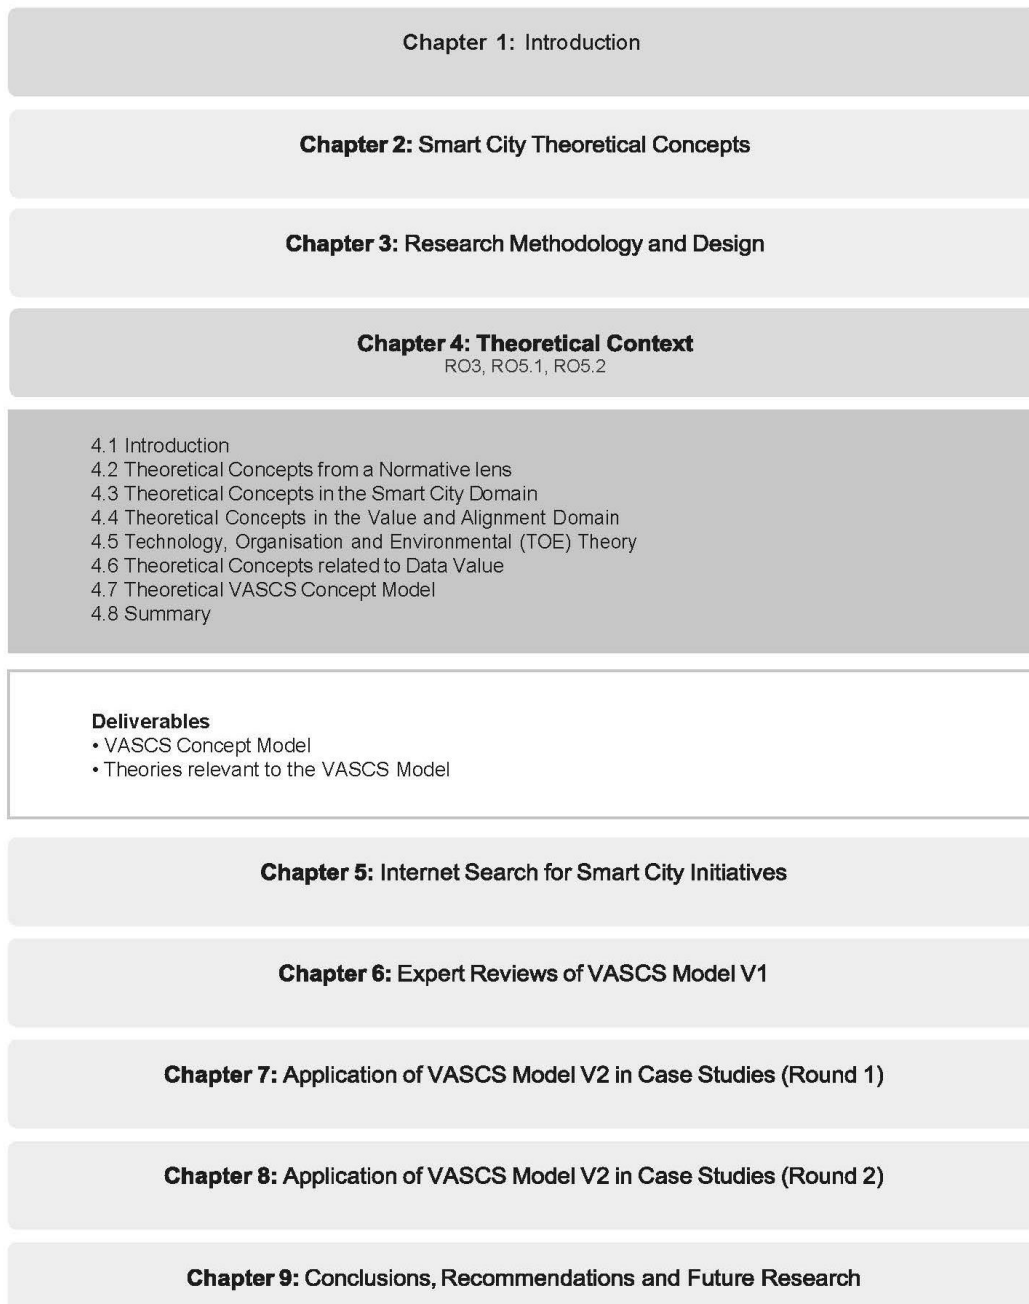 Chapter 1: Introduction
Chapter 2: Smart City Theoretical Concepts
Chapter 3: Research Methodology and Design
Chapter 4: Theoretical Context
RO3, RO5.1, RO5.2
4.1 Introduction
4.2 Theoretical Concepts from a Normative lens
4.3 Theoretical Concepts in the Smart City Domain
4.4 Theoretical Concepts in the Value and Alignment Domain
4.5 Technology, Organisation and Environmental (TOE) Theory
4.6 Theoretical Concepts related to Data Value
4.7 Theoretical VASCS Concept Model
4.8 Summary
Deliverables
• VASCS Concept Model
• Theories relevant to the VASCS Model
Chapter 5: Internet Search for Smart City Initiatives
Chapter 6: Expert Reviews of VASCS Model V1
Chapter 7: Application of VASCS Model V2 in Case Studies (Round 1)
Chapter 8: Application of VASCS Model V2 in Case Studies (Round 2)
Chapter 9: Conclusions, Recommendations and Future Research